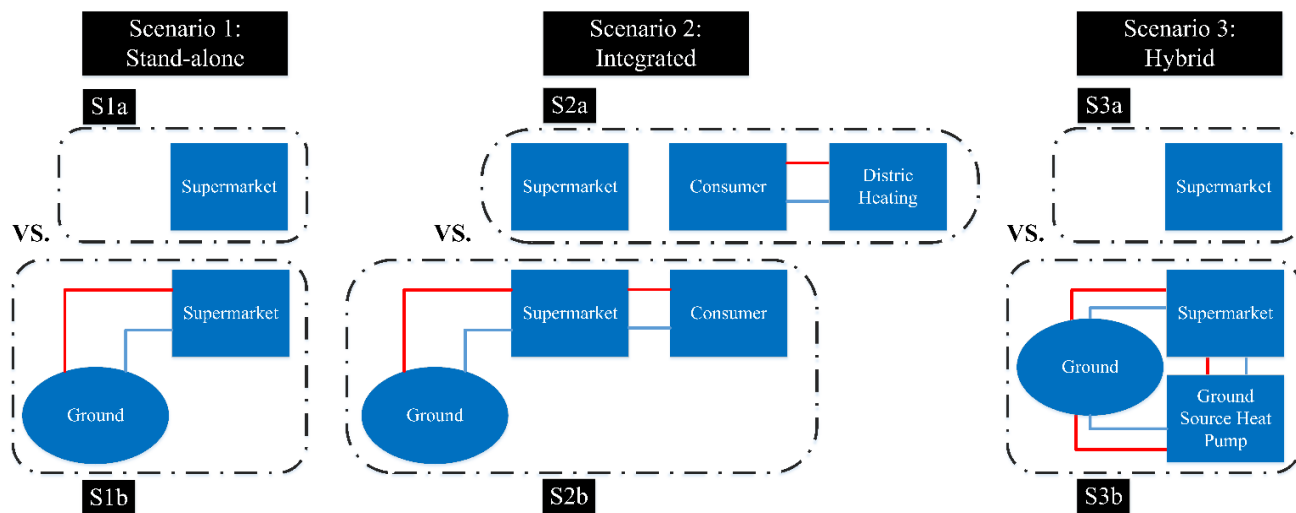 Scenario 1:
Stand-alone
Scenario 2:
Integrated
Scenario 3:
Hybrid
S1a
S2a
S3a
Supermarket
Supermarket
Consumer
Distric
Heating
Supermarket
VS.
VS.
VS.
Supermarket
Ground
Supermarket
Consumer
Ground
Supermarket
Ground
Ground
Source Heat
Pump
S1b
S2b
S3b